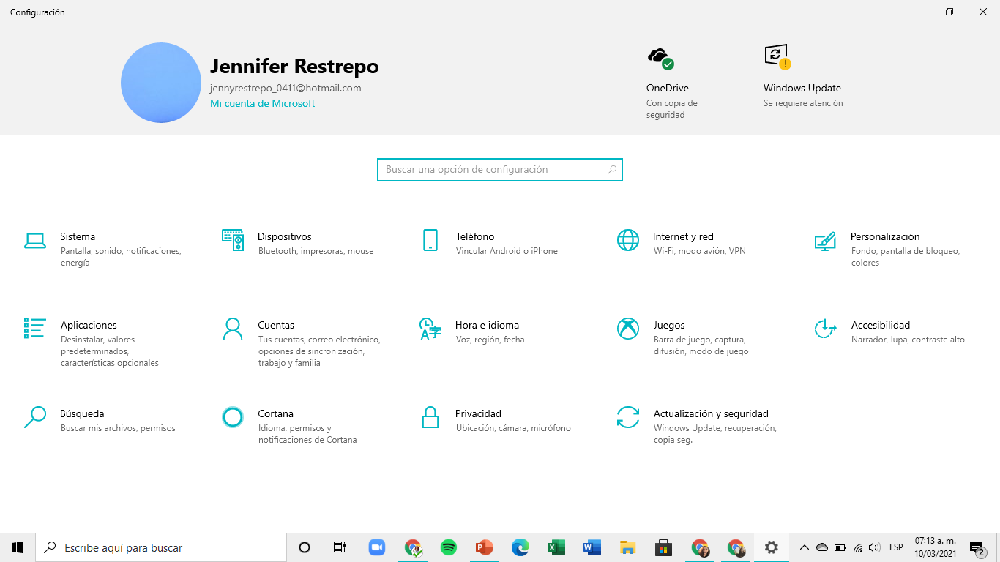 Configuración
Jennifer Restrepo
jennyrestrepo_0411@hotmail.com
Mi cuenta de Microsoft
OneDrive
Con copia de
seguridad
Windows Update
Se requiere atención
Buscar una opción de configuración
Sistema
Pantalla, sonido, notificaciones,
energía
Dispositivos
Bluetooth, impresoras, mouse
Teléfono
Vincular Android o iPhone
Internet y red
Wi-Fi, modo avión, VPN
Personalización
Fondo, pantalla de bloqueo,
colores
Aplicaciones
Desinstalar, valores
predeterminados,
características opcionales
Cuentas
Tus cuentas, correo electrónico,
opciones de sincronización,
trabajo y familia
Hora e idioma
Voz, región, fecha
Juegos
Barra de juego, captura,
difusión, modo de juego
Accesibilidad
Narrador, lupa, contraste alto
Búsqueda
Buscar mis archivos, permisos
Cortana
Idioma, permisos y
notificaciones de Cortana
Privacidad
Ubicación, cámara, micrófono
Actualización y seguridad
Windows Update, recuperación,
copia seg.
Escribe aquí para buscar
ESP
07:13 a. m.
10/03/2021
2